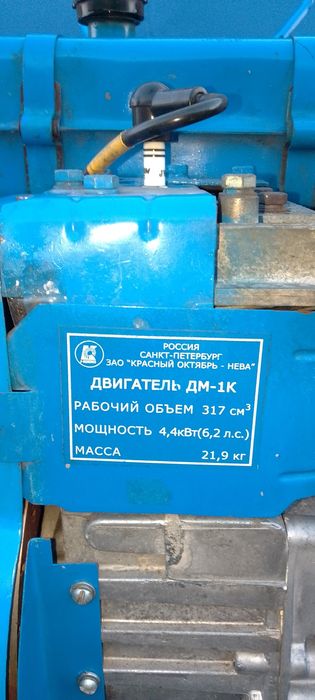 РОССИЯ
САНКТ-ПЕТЕРБУРГ
ЗАО "КРАСНЫЙ ОКТЯБРЬ - НЕВА"
ДВИГАТЕЛЬ ДМ-1К
РАБОЧИЙ ОБЪЕМ 317 см³
МОЩНОСТЬ 4,4кВт(6,2 л.с.)
МАССА 21,9 кг